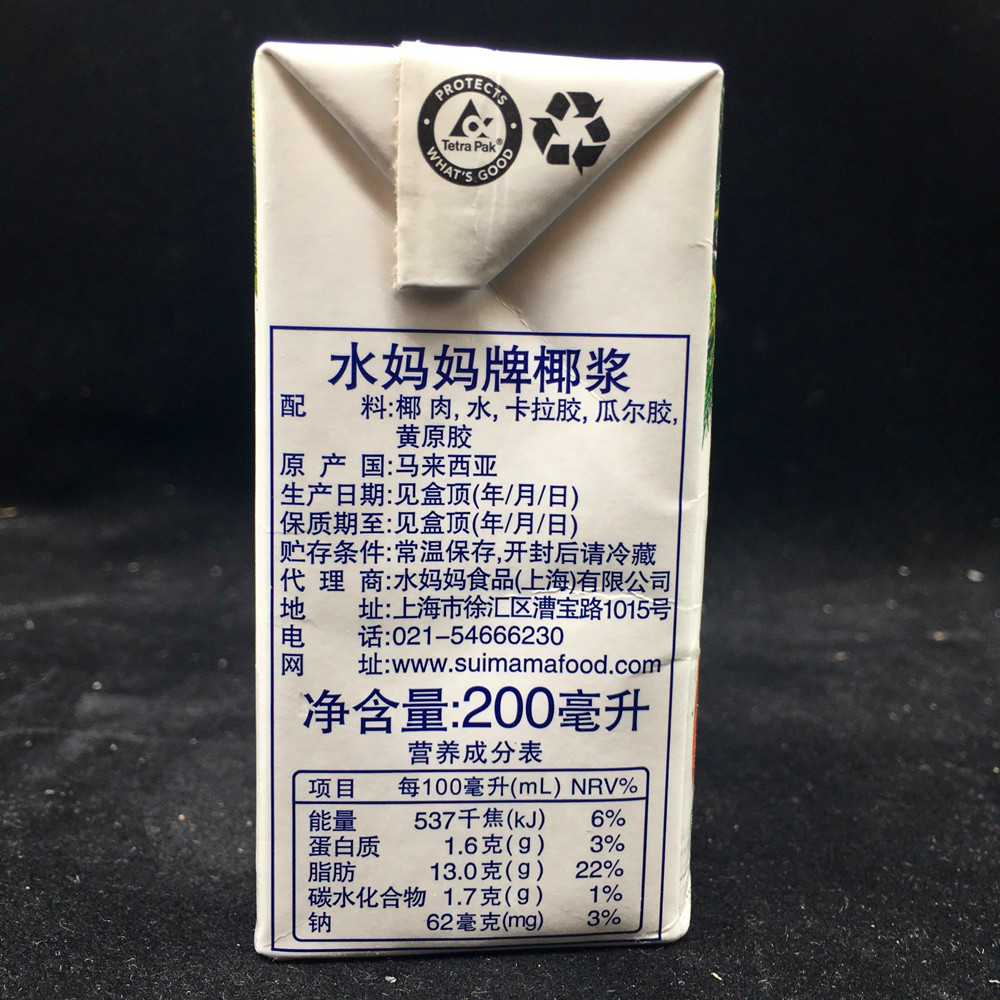 PROTECTS
Tetra Pak®
WHAT'S GOOD
水妈妈牌椰浆
配 料:椰肉,水,卡拉胶,瓜尔胶,
黄原胶
原产国:马来西亚
生产日期:见盒顶(年/月/日)
保质期至:见盒顶(年/月/日)
贮存条件:常温保存,开封后请冷藏
代理商:水妈妈食品(上海)有限公司
地 址:上海市徐汇区漕宝路1015号
电 话:021-54666230
网 址:www.suimamafood.com
净含量:200毫升
营养成分表
项目 每100毫升(mL) NRV%
能量 537千焦(kJ) 6%
蛋白质 1.6克(g) 3%
脂肪 13.0克(g) 22%
碳水化合物 1.7克(g) 1%
钠 62毫克(mg) 3%